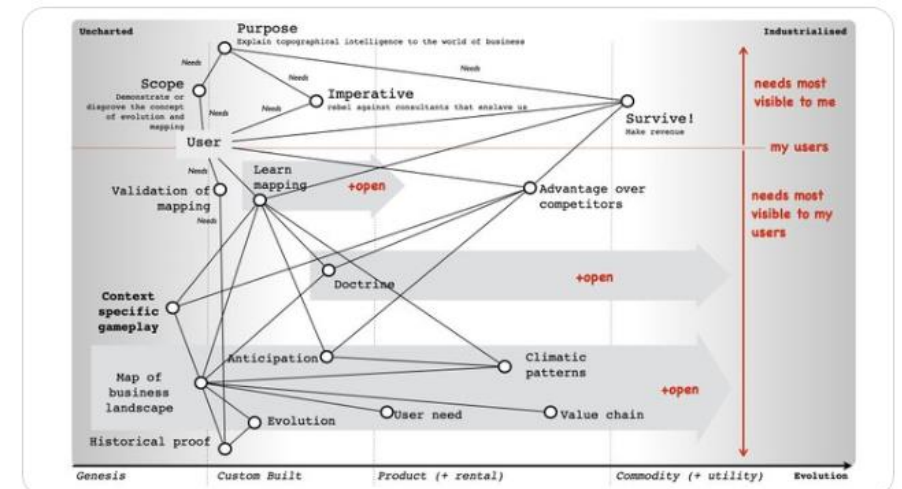 Uncharted
Industrialised
Purpose
Explain topographical intelligence to the world of business
Needs
Needs
Needs
Scope
Demonstrate or
disprove the concept
of evolution and
mapping
Needs
Needs
Imperative
rebel against consultants that enslave us
Survive!
Make revenue
needs most
visible to me
User
my users
Needs
Learn
mapping
+open
Validation of
mapping
Needs
Advantage over
competitors
needs most
visible to my
users
Doctrine
+open
Context
specific
gameplay
Anticipation
Climatic
patterns
Map of
business
landscape
+open
User need
Value chain
Evolution
Historical proof
Genesis
Custom Built
Product (+ rental)
Commodity (+ utility)
Evolution